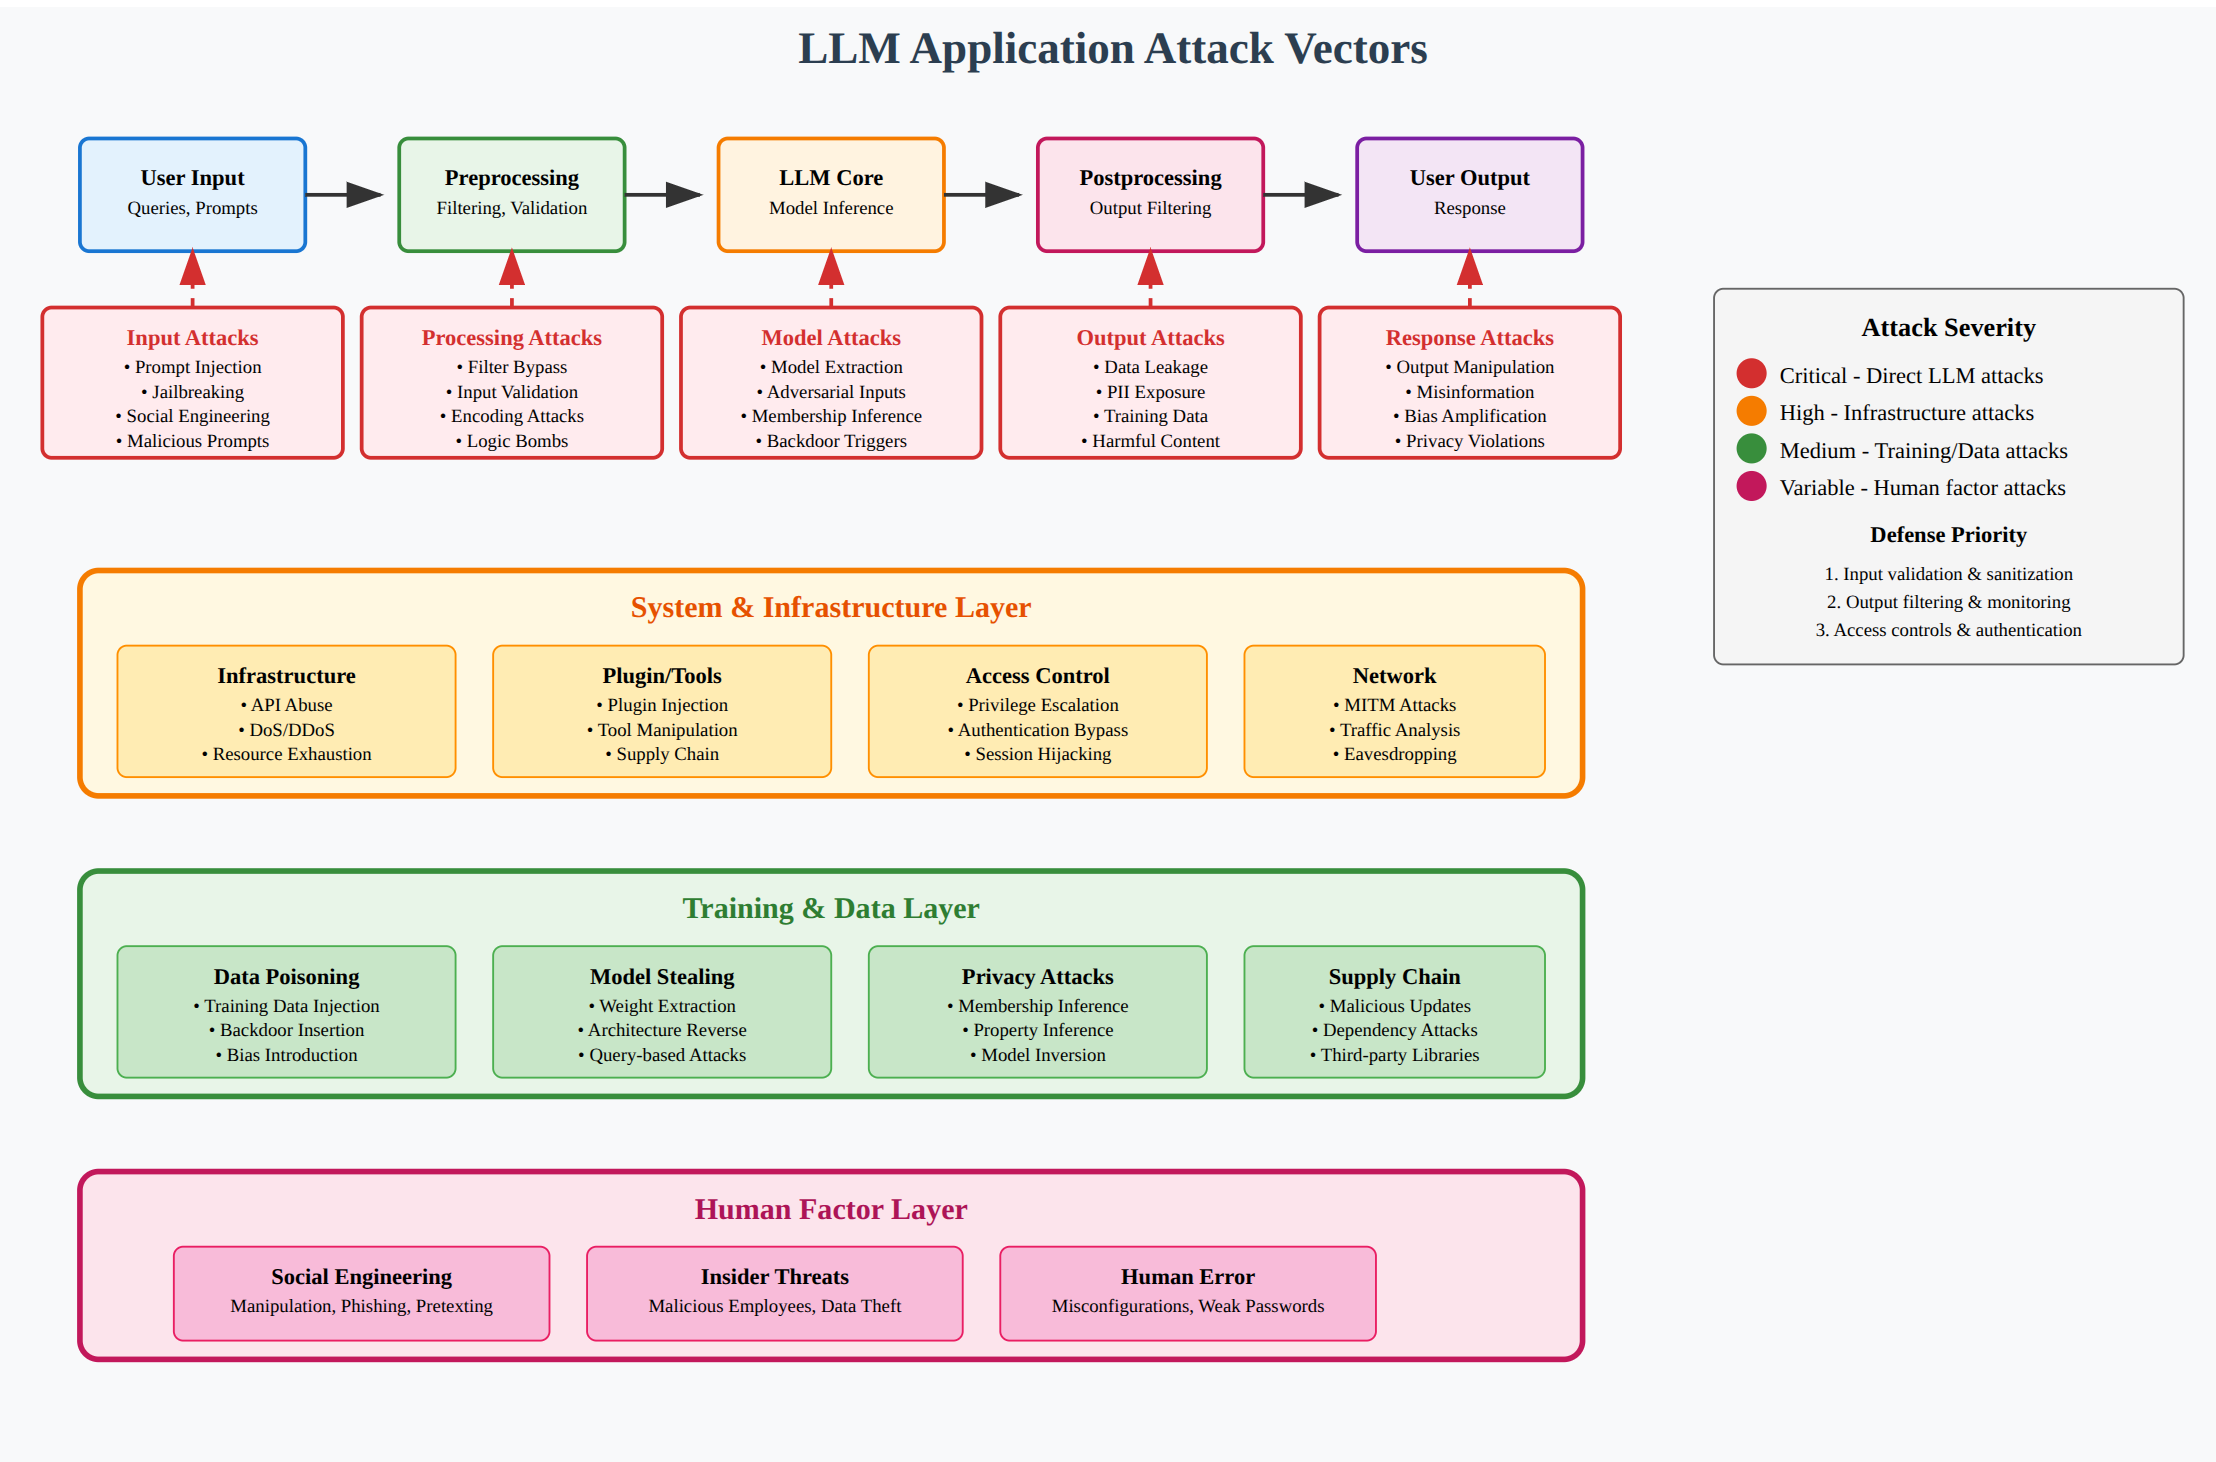 LLM Application Attack Vectors
User Input
Queries, Prompts
Preprocessing
Filtering, Validation
LLM Core
Model Inference
Postprocessing
Output Filtering
User Output
Response
Input Attacks
• Prompt Injection
• Jailbreaking
• Social Engineering
• Malicious Prompts
Processing Attacks
• Filter Bypass
• Input Validation
• Encoding Attacks
• Logic Bombs
Model Attacks
• Model Extraction
• Adversarial Inputs
• Membership Inference
• Backdoor Triggers
Output Attacks
• Data Leakage
• PII Exposure
• Training Data
• Harmful Content
Response Attacks
• Output Manipulation
• Misinformation
• Bias Amplification
• Privacy Violations
Attack Severity
Critical - Direct LLM attacks
High - Infrastructure attacks
Medium - Training/Data attacks
Variable - Human factor attacks
Defense Priority
1. Input validation & sanitization
2. Output filtering & monitoring
3. Access controls & authentication
System & Infrastructure Layer
Infrastructure
• API Abuse
• DoS/DDoS
• Resource Exhaustion
Plugin/Tools
• Plugin Injection
• Tool Manipulation
• Supply Chain
Access Control
• Privilege Escalation
• Authentication Bypass
• Session Hijacking
Network
• MITM Attacks
• Traffic Analysis
• Eavesdropping
Training & Data Layer
Data Poisoning
• Training Data Injection
• Backdoor Insertion
• Bias Introduction
Model Stealing
• Weight Extraction
• Architecture Reverse
• Query-based Attacks
Privacy Attacks
• Membership Inference
• Property Inference
• Model Inversion
Supply Chain
• Malicious Updates
• Dependency Attacks
• Third-party Libraries
Human Factor Layer
Social Engineering
Manipulation, Phishing, Pretexting
Insider Threats
Malicious Employees, Data Theft
Human Error
Misconfigurations, Weak Passwords